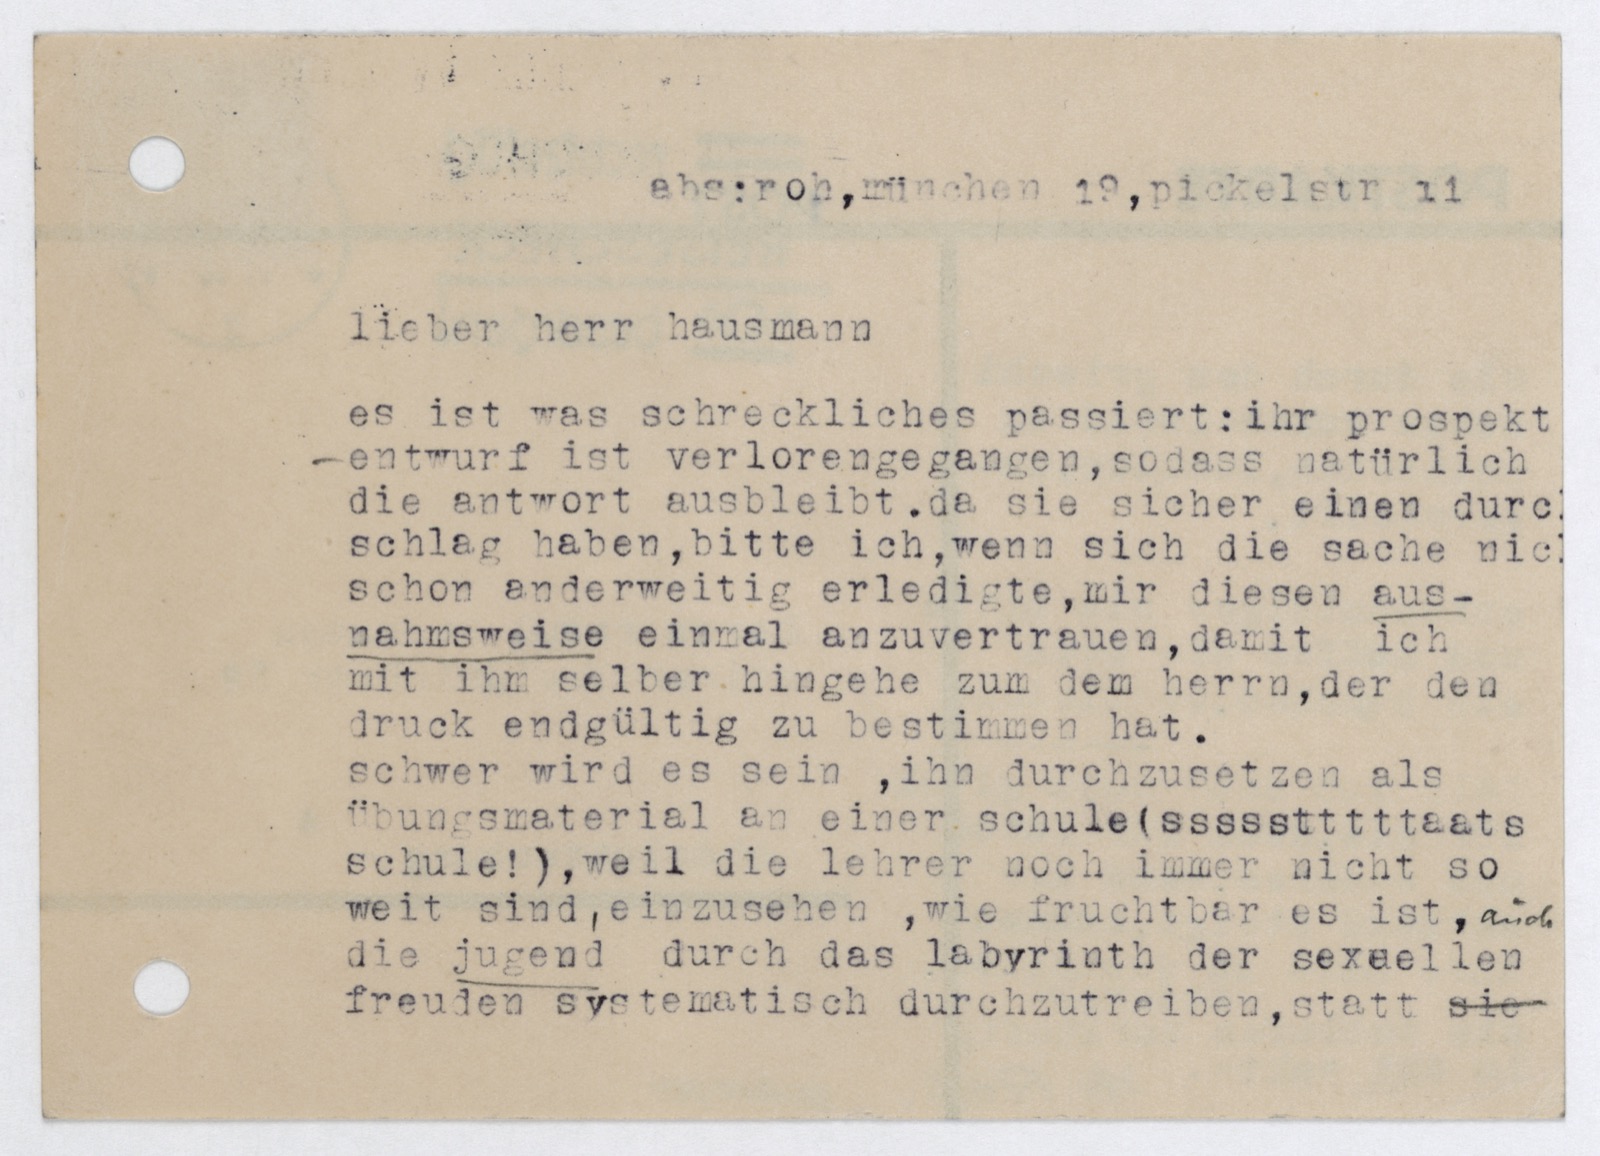 abs:roh,münchen 19,pickelstr 11
lieber herr hausmann
es ist was schreckliches passiert:ihr prospekt
-entwurf ist verlorengegangen,sodass natürlich
die antwort ausbleibt.da sie sicher einen durch
schlag haben,bitte ich,wenn sich die sache nich
schon anderweitig erledigte,mir diesen aus-
nahmsweise einmal anzuvertrauen,damit ich
mit ihm selber hingehe zum dem herrn,der den
druck endgültig zu bestimmen hat.
schwer wird es sein ,ihn durchzusetzen als
übungsmaterial an einer schule(sssssttttttaats
schule!),weil die lehrer noch immer nicht so
weit sind,einzusehen ,wie fruchtbar es ist, auch
die jugend durch das labyrinth der sexuellen
freuden systematisch durchzutreiben,statt sie